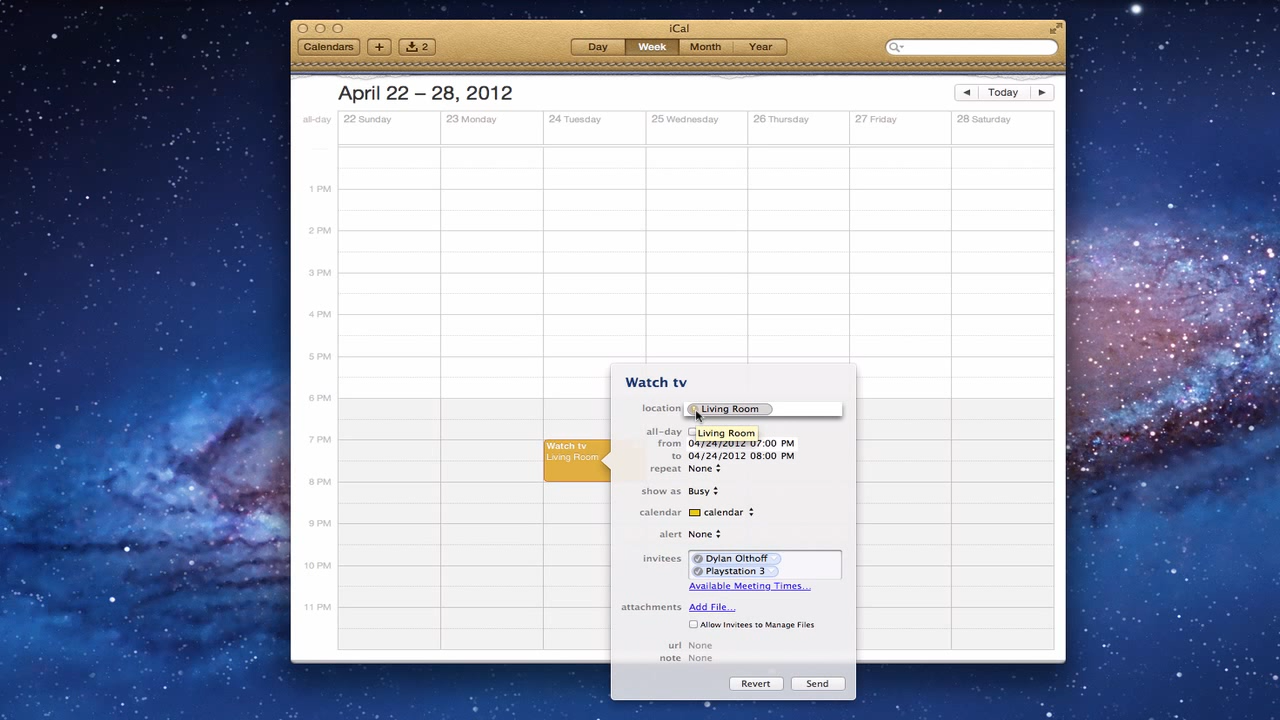 iCal
Calendars + 2 Day Week Month Year
April 22 – 28, 2012
Today
all-day 22 Sunday 23 Monday 24 Tuesday 25 Wednesday 26 Thursday 27 Friday 28 Saturday
1 PM
2 PM
3 PM
4 PM
5 PM
6 PM
7 PM
8 PM
9 PM
10 PM
11 PM
Watch tv
Living Room
Watch tv
location Living Room
all-day
Living Room
from 04/24/2012 07:00 PM
to 04/24/2012 08:00 PM
repeat None
show as Busy
calendar calendar
alert None
invitees Dylan Olthoff
Playstation 3
Available Meeting Times...
attachments Add File...
Allow Invitees to Manage Files
url None
note None
Revert Send